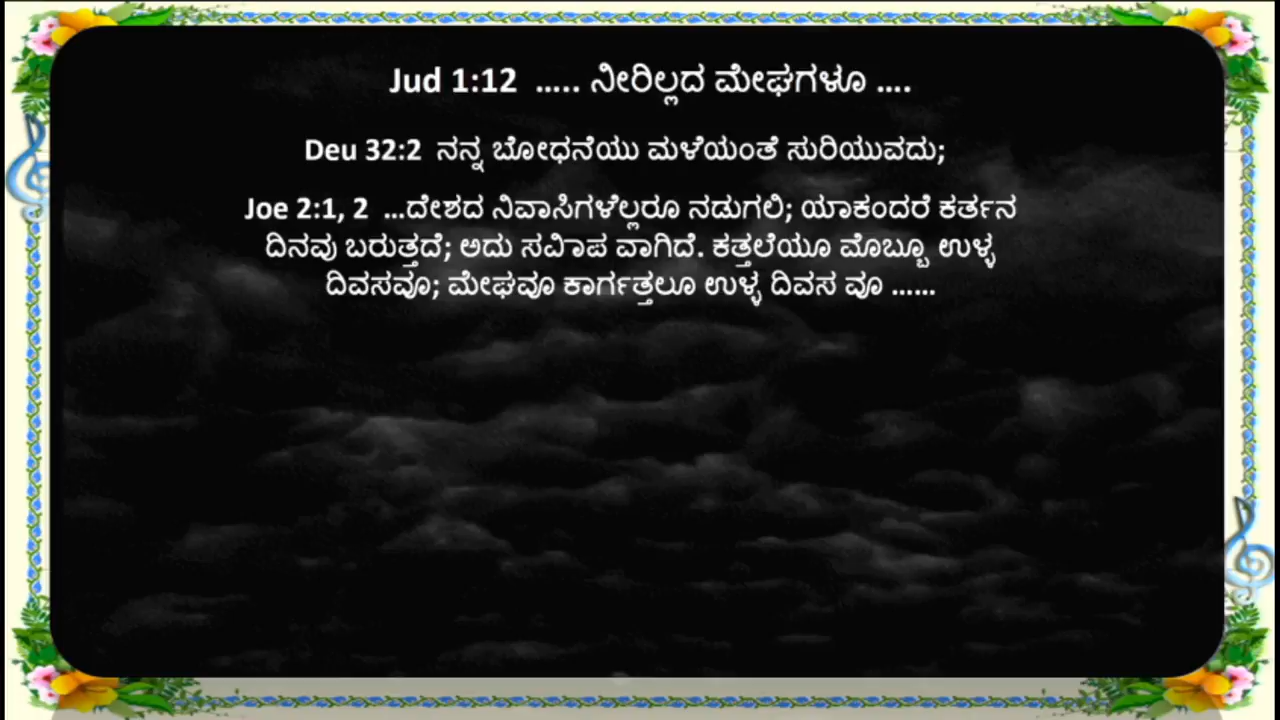 Jud 1:12 ..... ನೀರಿಲ್ಲದ ಮೇಘಗಳೂ ....
Deu 32:2 ನನ್ನ ಬೋಧನೆಯು ಮಳೆಯಂತೆ ಸುರಿಯುವದು;
Joe 2:1, 2 ...ದೇಶದ ನಿವಾಸಿಗಳೆಲ್ಲರೂ ನಡುಗಲಿ; ಯಾಕಂದರೆ ಕರ್ತನ
ದಿನವು ಬರುತ್ತದೆ; ಅದು ಸವಿಾಪ ವಾಗಿದೆ. ಕತ್ತಲೆಯೂ ಮೊಬ್ಬೂ ಉಳ್ಳ
ದಿವಸವೂ; ಮೇಘವೂ ಕಾರ್ಗತ್ತಲೂ ಉಳ್ಳ ದಿವಸ ವೂ ......